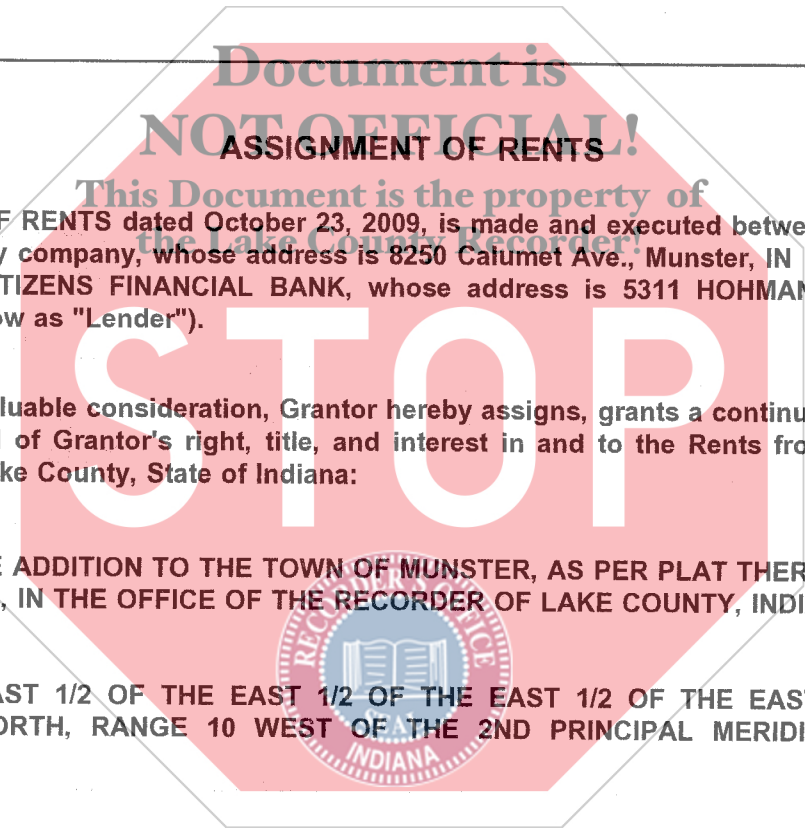 Document is
NOT OFFICIAL!
ASSIGNMENT OF RENTS
This Document is the property of
the Lake County Recorder!
F RENTS dated October 23, 2009, is made and executed betwe
y company, whose address is 8250 Calumet Ave., Munster, IN
TIZENS FINANCIAL BANK, whose address is 5311 HOHMAN
ow as "Lender").
STOP
luable consideration, Grantor hereby assigns, grants a continu
of Grantor's right, title, and interest in and to the Rents fro
ke County, State of Indiana:
E ADDITION TO THE TOWN OF MUNSTER, AS PER PLAT THER
, IN THE OFFICE OF THE RECORDER OF LAKE COUNTY, INDI
RECORDER'S OFFICE
SEAL
INDIANA
AST 1/2 OF THE EAST 1/2 OF THE EAST 1/2 OF THE EAS
ORTH, RANGE 10 WEST OF THE 2ND PRINCIPAL MERIDI